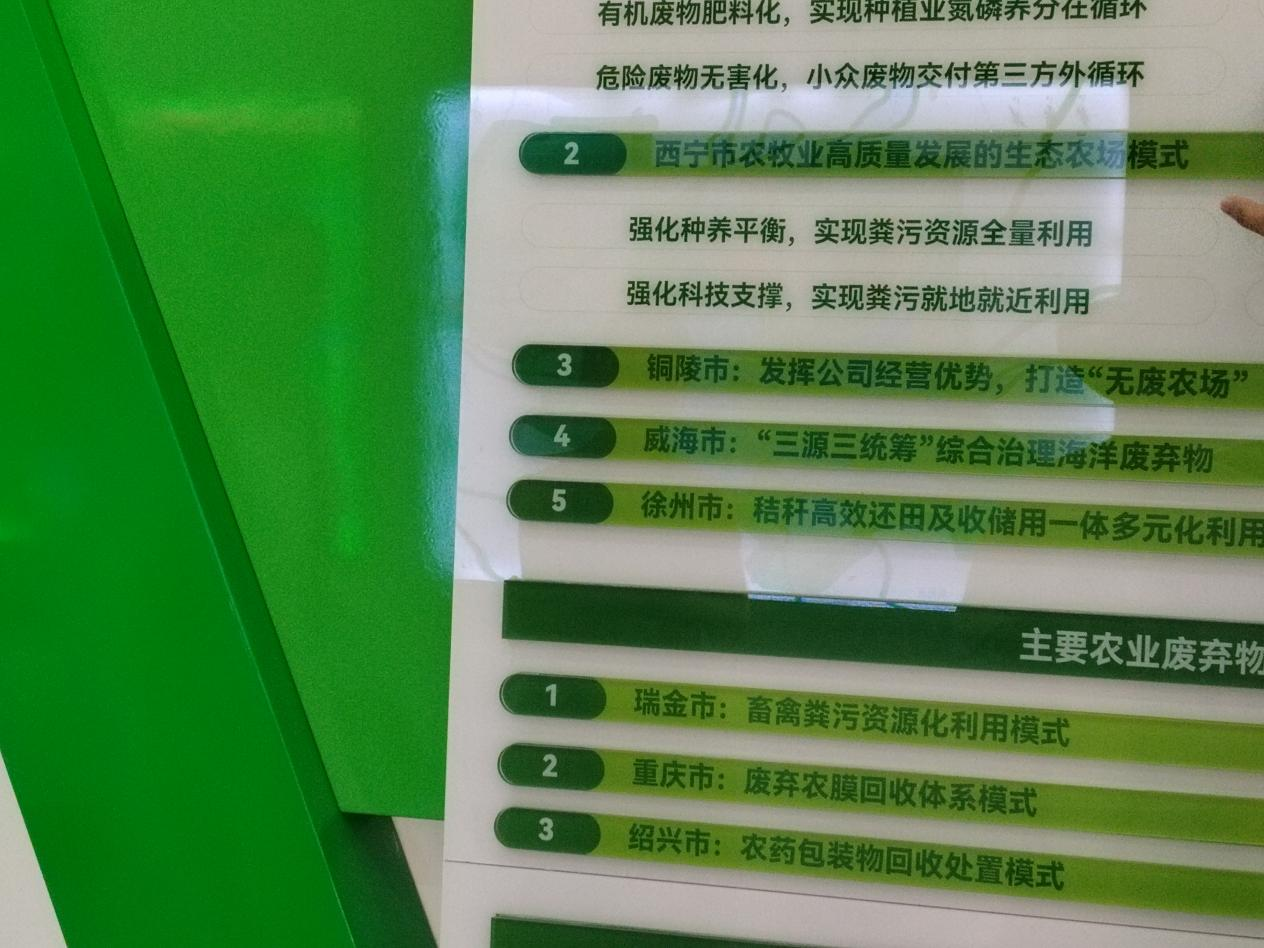 有机废物肥料化，实现种植业氮磷养分在循环
危险废物无害化，小众废物交付第三方外循环
2 西宁市农牧业高质量发展的生态农场模式
强化种养平衡，实现粪污资源全量利用
强化科技支撑，实现粪污就地就近利用
3 铜陵市：发挥公司经营优势，打造“无废农场”
4 威海市：“三源三统筹”综合治理海洋废弃物
5 徐州市：秸秆高效还田及收储用一体多元化利用
主要农业废弃物
1 瑞金市：畜禽粪污资源化利用模式
2 重庆市：废弃农膜回收体系模式
3 绍兴市：农药包装物回收处置模式